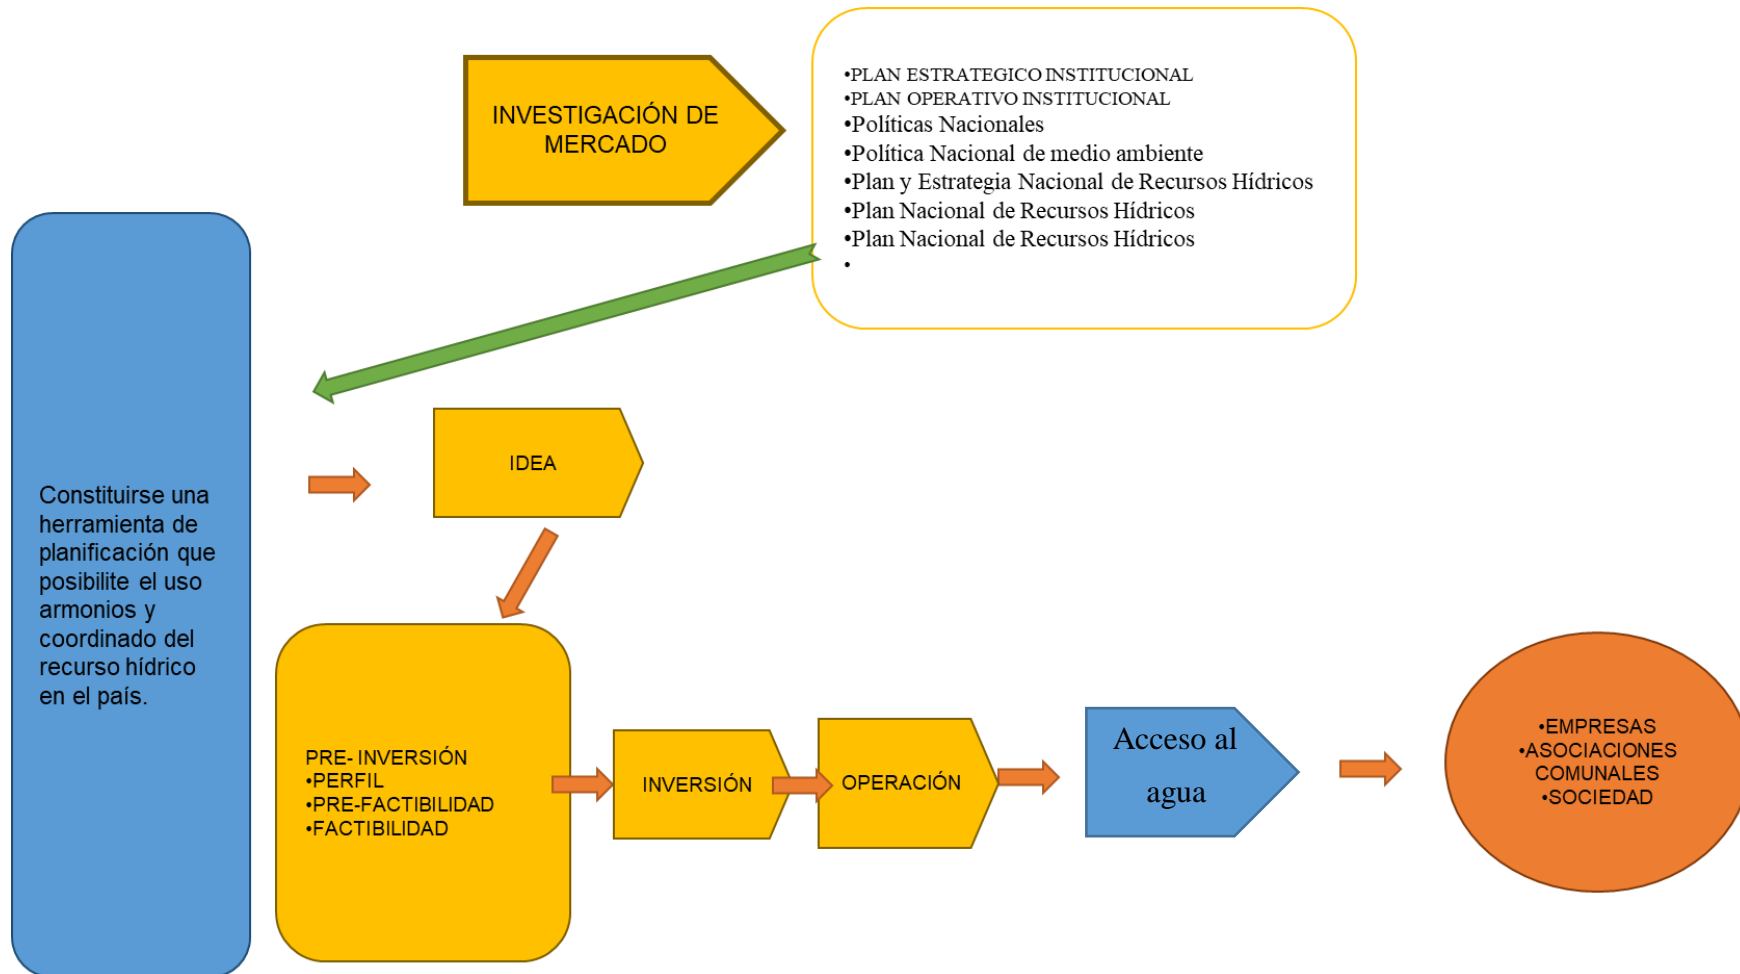 INVESTIGACIÓN DE
MERCADO
•PLAN ESTRATEGICO INSTITUCIONAL
•PLAN OPERATIVO INSTITUCIONAL
•Políticas Nacionales
•Política Nacional de medio ambiente
•Plan y Estrategia Nacional de Recursos Hídricos
•Plan Nacional de Recursos Hídricos
•Plan Nacional de Recursos Hídricos
•
Constituirse una
herramienta de
planificación que
posibilite el uso
armonios y
coordinado del
recurso hídrico
en el país.
IDEA
PRE- INVERSIÓN
•PERFIL
•PRE-FACTIBILIDAD
•FACTIBILIDAD
INVERSIÓN
OPERACIÓN
Acceso al
agua
•EMPRESAS
•ASOCIACIONES
COMUNALES
•SOCIEDAD